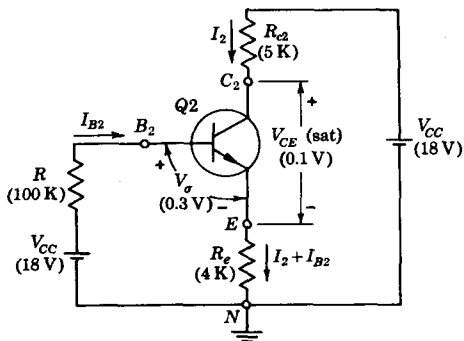 I2
Rc2
(5 K)
C2
Q2
IB2
B2
+
VCE (sat)
(0.1 V)
VCC
(18 V)
R
(100 K)
+
Vσ
(0.3 V)
−
E
−
VCC
(18 V)
Re
(4 K)
I2 + IB2
N